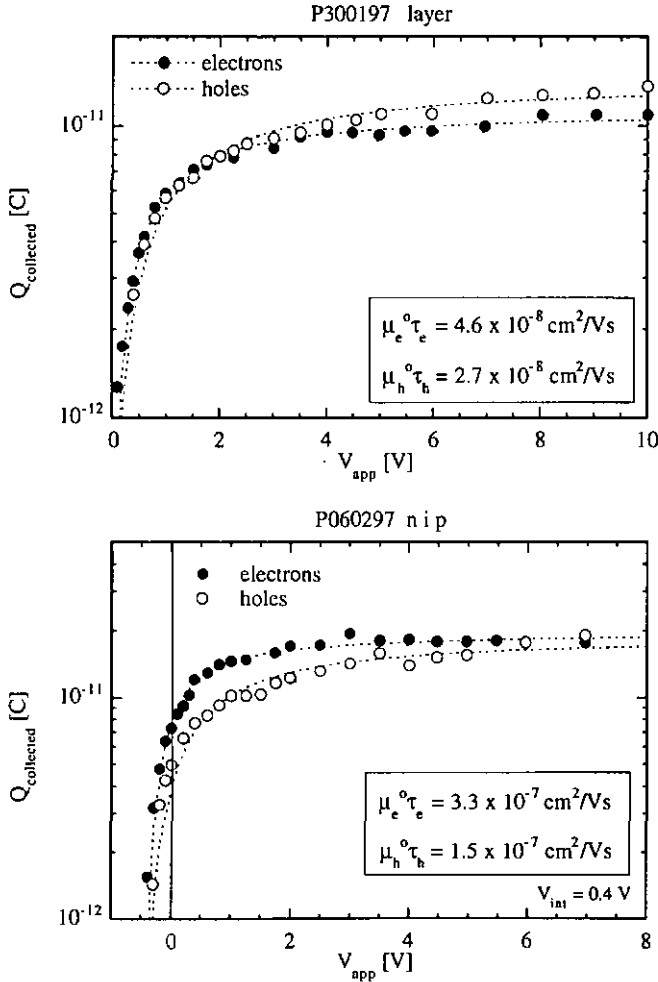 P300197 layer
electrons
holes
10⁻¹¹
10⁻¹²
Q_collected [C]
μ_e°τ_e = 4.6 x 10⁻⁸ cm²/Vs
μ_h°τ_h = 2.7 x 10⁻⁸ cm²/Vs
0 2 4 6 8 10
V_app [V]
P060297 n i p
electrons
holes
10⁻¹¹
10⁻¹²
Q_collected [C]
μ_e°τ_e = 3.3 x 10⁻⁷ cm²/Vs
μ_h°τ_h = 1.5 x 10⁻⁷ cm²/Vs
V_int = 0.4 V
0 2 4 6 8
V_app [V]